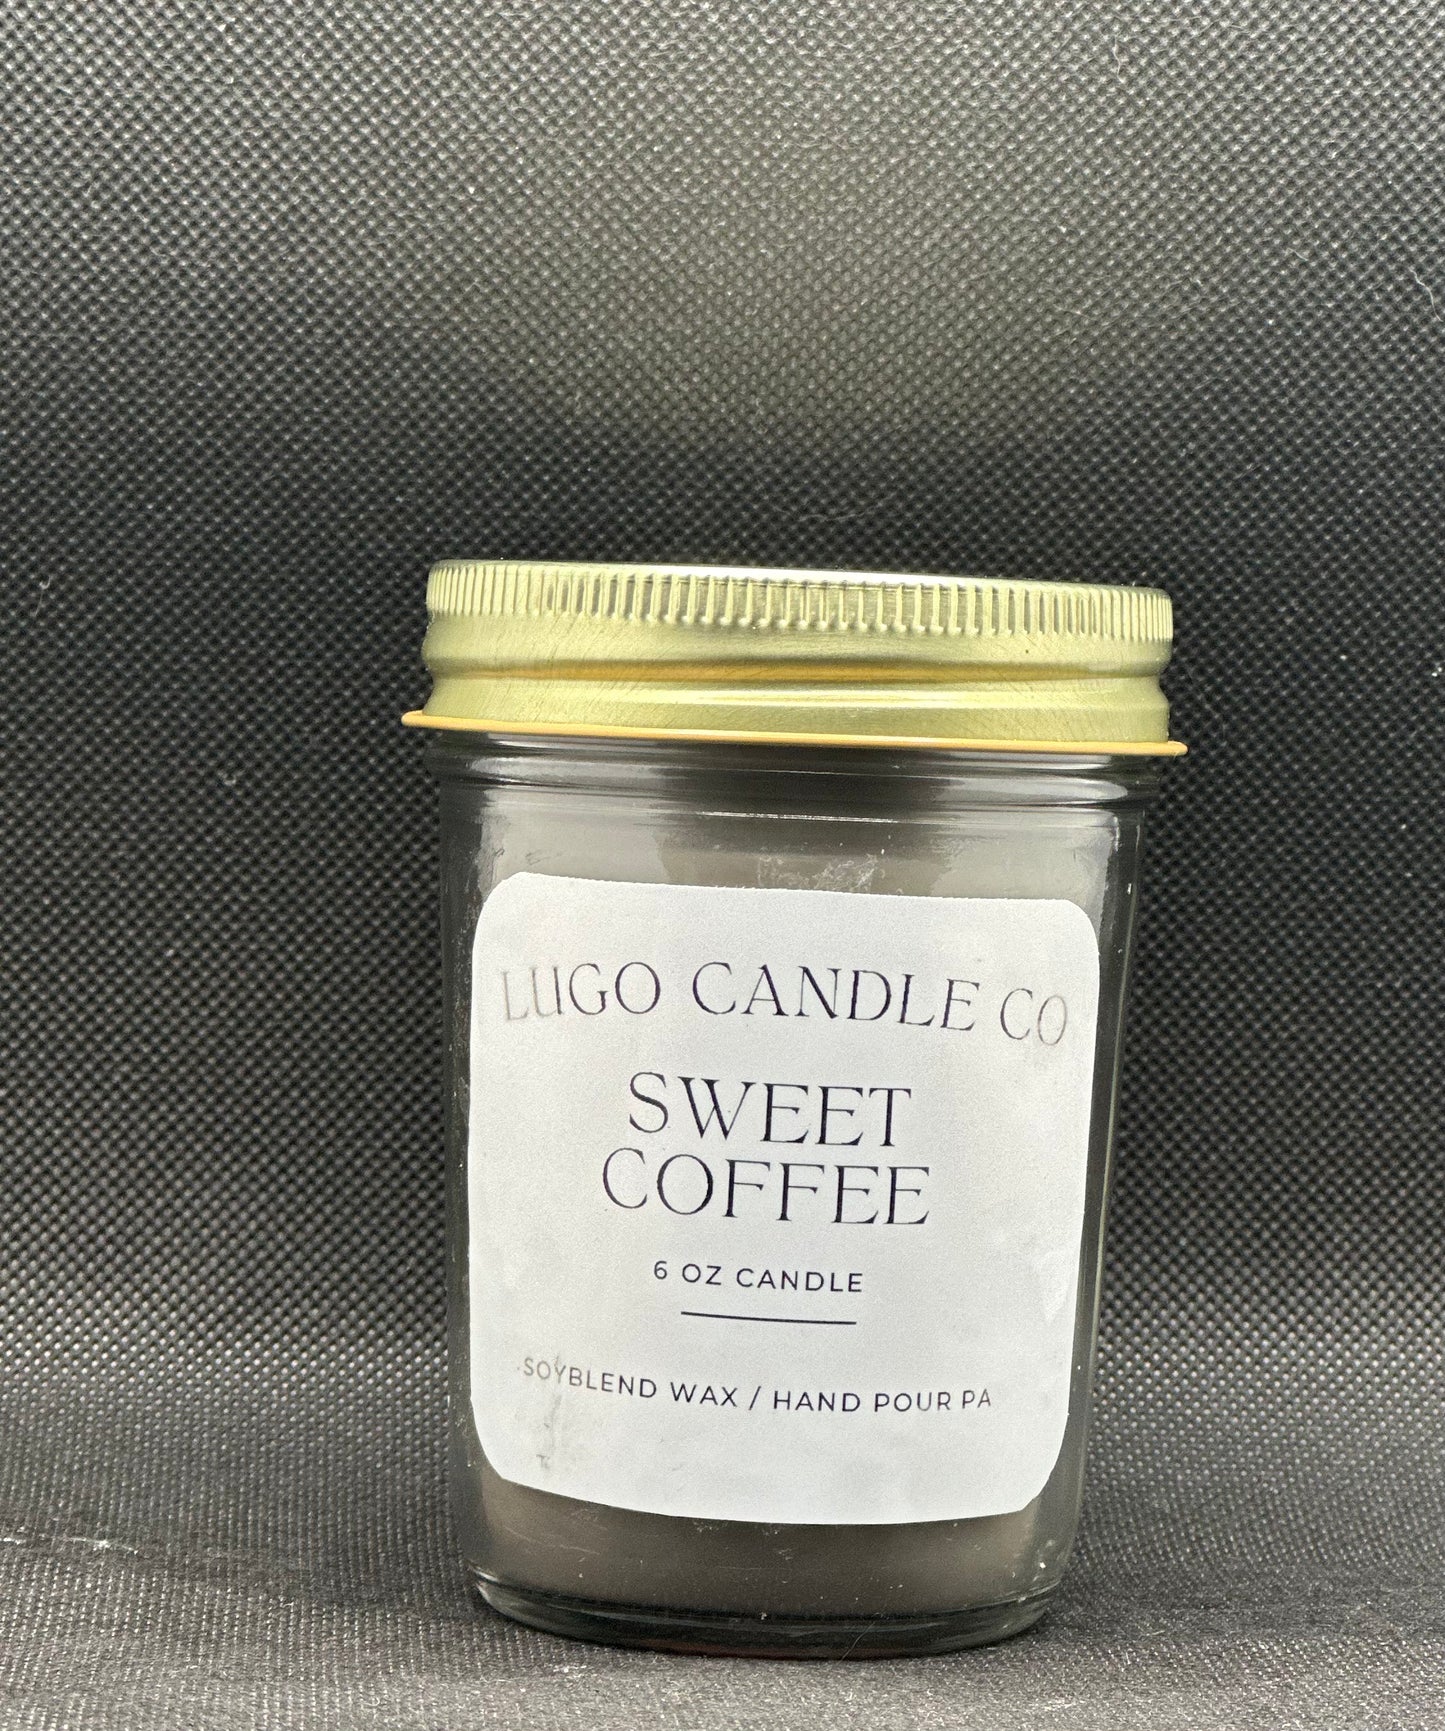 LUGO CANDLE CO
SWEET
COFFEE
6 OZ CANDLE
SOYBLEND WAX / HAND POUR PA